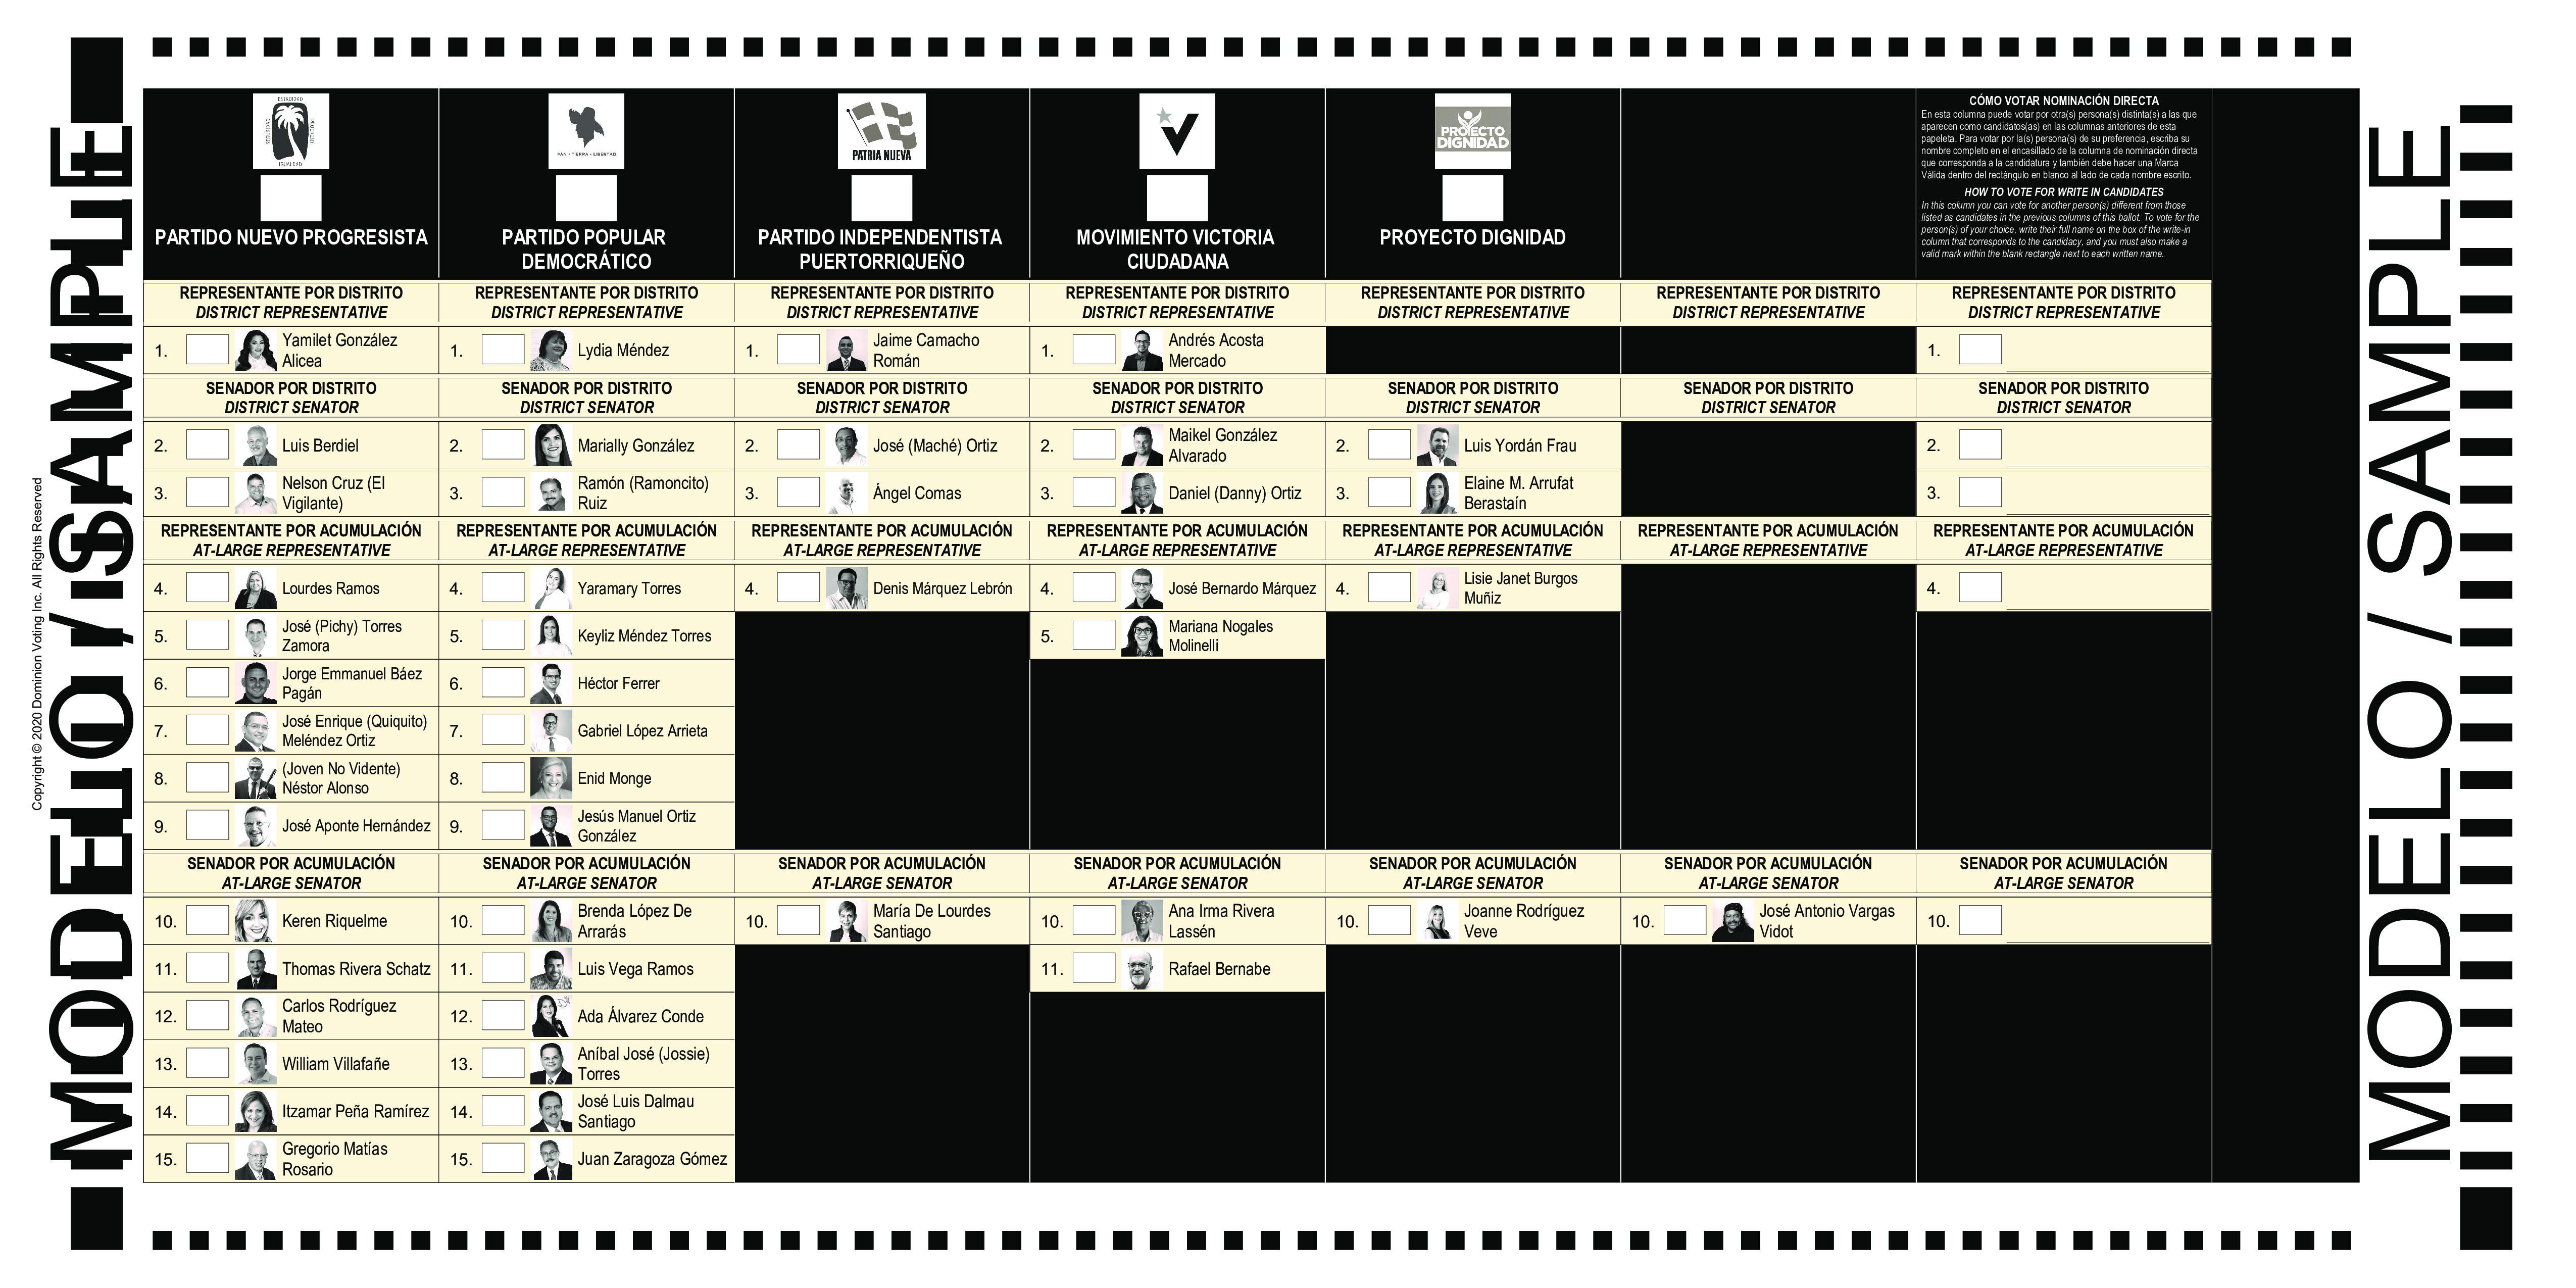 MODELO / SAMPLE
Copyright © 2020 Dominion Voting Inc. All Rights Reserved
ESTADIDAD
SEGURIDAD
PROGRESO
IGUALDAD
PARTIDO NUEVO PROGRESISTA
PAN • TIERRA • LIBERTAD
PARTIDO POPULAR
DEMOCRÁTICO
PATRIA NUEVA
PARTIDO INDEPENDENTISTA
PUERTORRIQUEÑO
MOVIMIENTO VICTORIA
CIUDADANA
PROYECTO
DIGNIDAD
PROYECTO DIGNIDAD
CÓMO VOTAR NOMINACIÓN DIRECTA
En esta columna puede votar por otra(s) persona(s) distinta(s) a las que
aparecen como candidatos(as) en las columnas anteriores de esta
papeleta. Para votar por la(s) persona(s) de su preferencia, escriba su
nombre completo en el encasillado de la columna de nominación directa
que corresponda a la candidatura y también debe hacer una Marca
Válida dentro del rectángulo en blanco al lado de cada nombre escrito.
HOW TO VOTE FOR WRITE IN CANDIDATES
In this column you can vote for another person(s) different from those
listed as candidates in the previous columns of this ballot. To vote for the
person(s) of your choice, write their full name on the box of the write-in
column that corresponds to the candidacy, and you must also make a
valid mark within the blank rectangle next to each written name.
REPRESENTANTE POR DISTRITO REPRESENTANTE POR DISTRITO REPRESENTANTE POR DISTRITO REPRESENTANTE POR DISTRITO REPRESENTANTE POR DISTRITO REPRESENTANTE POR DISTRITO REPRESENTANTE POR DISTRITO
DISTRICT REPRESENTATIVE DISTRICT REPRESENTATIVE DISTRICT REPRESENTATIVE DISTRICT REPRESENTATIVE DISTRICT REPRESENTATIVE DISTRICT REPRESENTATIVE DISTRICT REPRESENTATIVE
1. Yamilet González
Alicea
1. Lydia Méndez
1. Jaime Camacho
Román
1. Andrés Acosta
Mercado
1.
SENADOR POR DISTRITO SENADOR POR DISTRITO SENADOR POR DISTRITO SENADOR POR DISTRITO SENADOR POR DISTRITO SENADOR POR DISTRITO SENADOR POR DISTRITO
DISTRICT SENATOR DISTRICT SENATOR DISTRICT SENATOR DISTRICT SENATOR DISTRICT SENATOR DISTRICT SENATOR DISTRICT SENATOR
2. Luis Berdiel
2. Marially González
2. José (Maché) Ortiz
2. Maikel González
Alvarado
2. Luis Yordán Frau
2.
3. Nelson Cruz (El
Vigilante)
3. Ramón (Ramoncito)
Ruiz
3. Ángel Comas
3. Daniel (Danny) Ortiz
3. Elaine M. Arrufat
Berastaín
3.
REPRESENTANTE POR ACUMULACIÓN REPRESENTANTE POR ACUMULACIÓN REPRESENTANTE POR ACUMULACIÓN REPRESENTANTE POR ACUMULACIÓN REPRESENTANTE POR ACUMULACIÓN REPRESENTANTE POR ACUMULACIÓN REPRESENTANTE POR ACUMULACIÓN
AT-LARGE REPRESENTATIVE AT-LARGE REPRESENTATIVE AT-LARGE REPRESENTATIVE AT-LARGE REPRESENTATIVE AT-LARGE REPRESENTATIVE AT-LARGE REPRESENTATIVE AT-LARGE REPRESENTATIVE
4. Lourdes Ramos
4. Yaramary Torres
4. Denis Márquez Lebrón
4. José Bernardo Márquez
4. Lisie Janet Burgos
Muñiz
4.
5. José (Pichy) Torres
Zamora
5. Keyliz Méndez Torres
5. Mariana Nogales
Molinelli
6. Jorge Emmanuel Báez
Pagán
6. Héctor Ferrer
7. José Enrique (Quiquito)
Meléndez Ortiz
7. Gabriel López Arrieta
8. (Joven No Vidente)
Néstor Alonso
8. Enid Monge
9. José Aponte Hernández
9. Jesús Manuel Ortiz
González
SENADOR POR ACUMULACIÓN SENADOR POR ACUMULACIÓN SENADOR POR ACUMULACIÓN SENADOR POR ACUMULACIÓN SENADOR POR ACUMULACIÓN SENADOR POR ACUMULACIÓN SENADOR POR ACUMULACIÓN
AT-LARGE SENATOR AT-LARGE SENATOR AT-LARGE SENATOR AT-LARGE SENATOR AT-LARGE SENATOR AT-LARGE SENATOR AT-LARGE SENATOR
10. Keren Riquelme
10. Brenda López De
Arrarás
10. María De Lourdes
Santiago
10. Ana Irma Rivera
Lassén
10. Joanne Rodríguez
Veve
10. José Antonio Vargas
Vidot
10.
11. Thomas Rivera Schatz
11. Luis Vega Ramos
11. Rafael Bernabe
12. Carlos Rodríguez
Mateo
12. Ada Álvarez Conde
13. William Villafañe
13. Aníbal José (Jossie)
Torres
14. Itzamar Peña Ramírez
14. José Luis Dalmau
Santiago
15. Gregorio Matías
Rosario
15. Juan Zaragoza Gómez
MODELO / SAMPLE